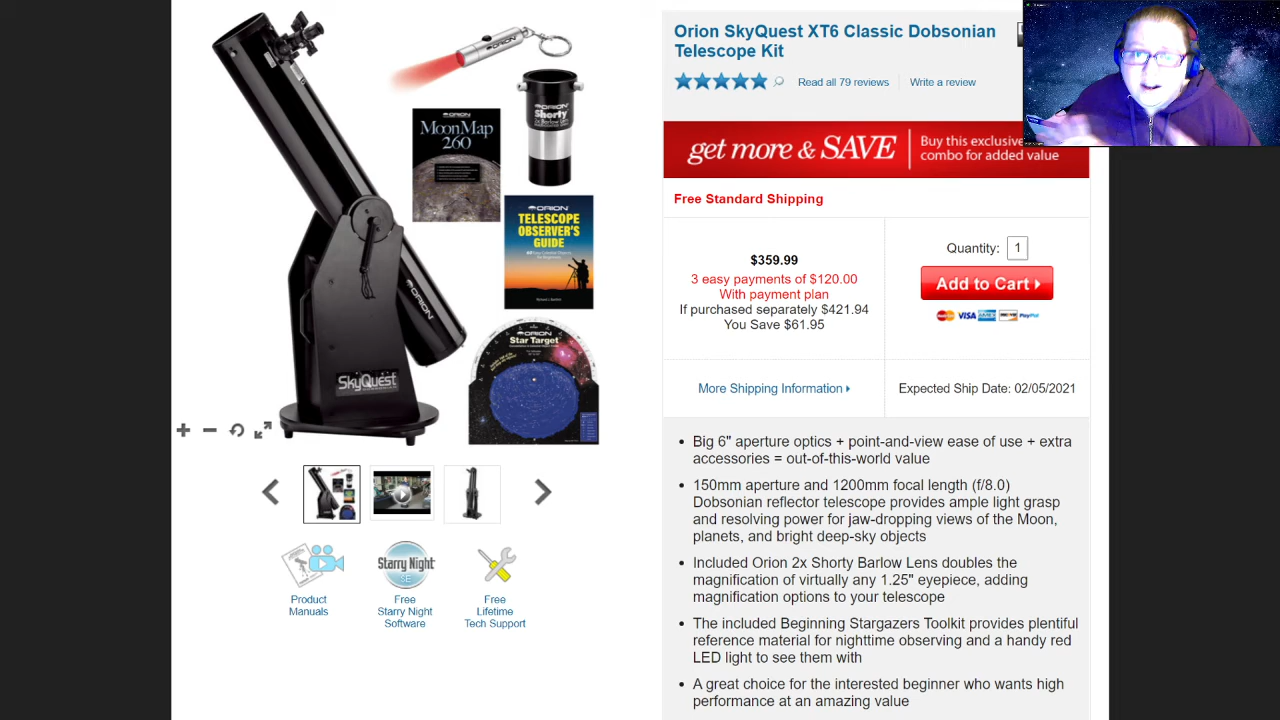 Orion SkyQuest XT6 Classic Dobsonian
Telescope Kit
Read all 79 reviews
Write a review
get more & SAVE
Buy this exclusive
combo for added value
Free Standard Shipping
$359.99
3 easy payments of $120.00
With payment plan
If purchased separately $421.94
You Save $61.95
Quantity: 1
Add to Cart
VISA
PayPal
More Shipping Information
Expected Ship Date: 02/05/2021
Big 6" aperture optics + point-and-view ease of use + extra
accessories = out-of-this-world value
150mm aperture and 1200mm focal length (f/8.0)
Dobsonian reflector telescope provides ample light grasp
and resolving power for jaw-dropping views of the Moon,
planets, and bright deep-sky objects
Included Orion 2x Shorty Barlow Lens doubles the
magnification of virtually any 1.25" eyepiece, adding
magnification options to your telescope
The included Beginning Stargazers Toolkit provides plentiful
reference material for nighttime observing and a handy red
LED light to see them with
A great choice for the interested beginner who wants high
performance at an amazing value
ORION
ORION
Shorty
ORION
MoonMap
260
ORION
TELESCOPE
OBSERVER'S
GUIDE
ORION
Star Target
ORION
SkyQuest
Starry Night
Product
Manuals
Free
Starry Night
Software
Free
Lifetime
Tech Support